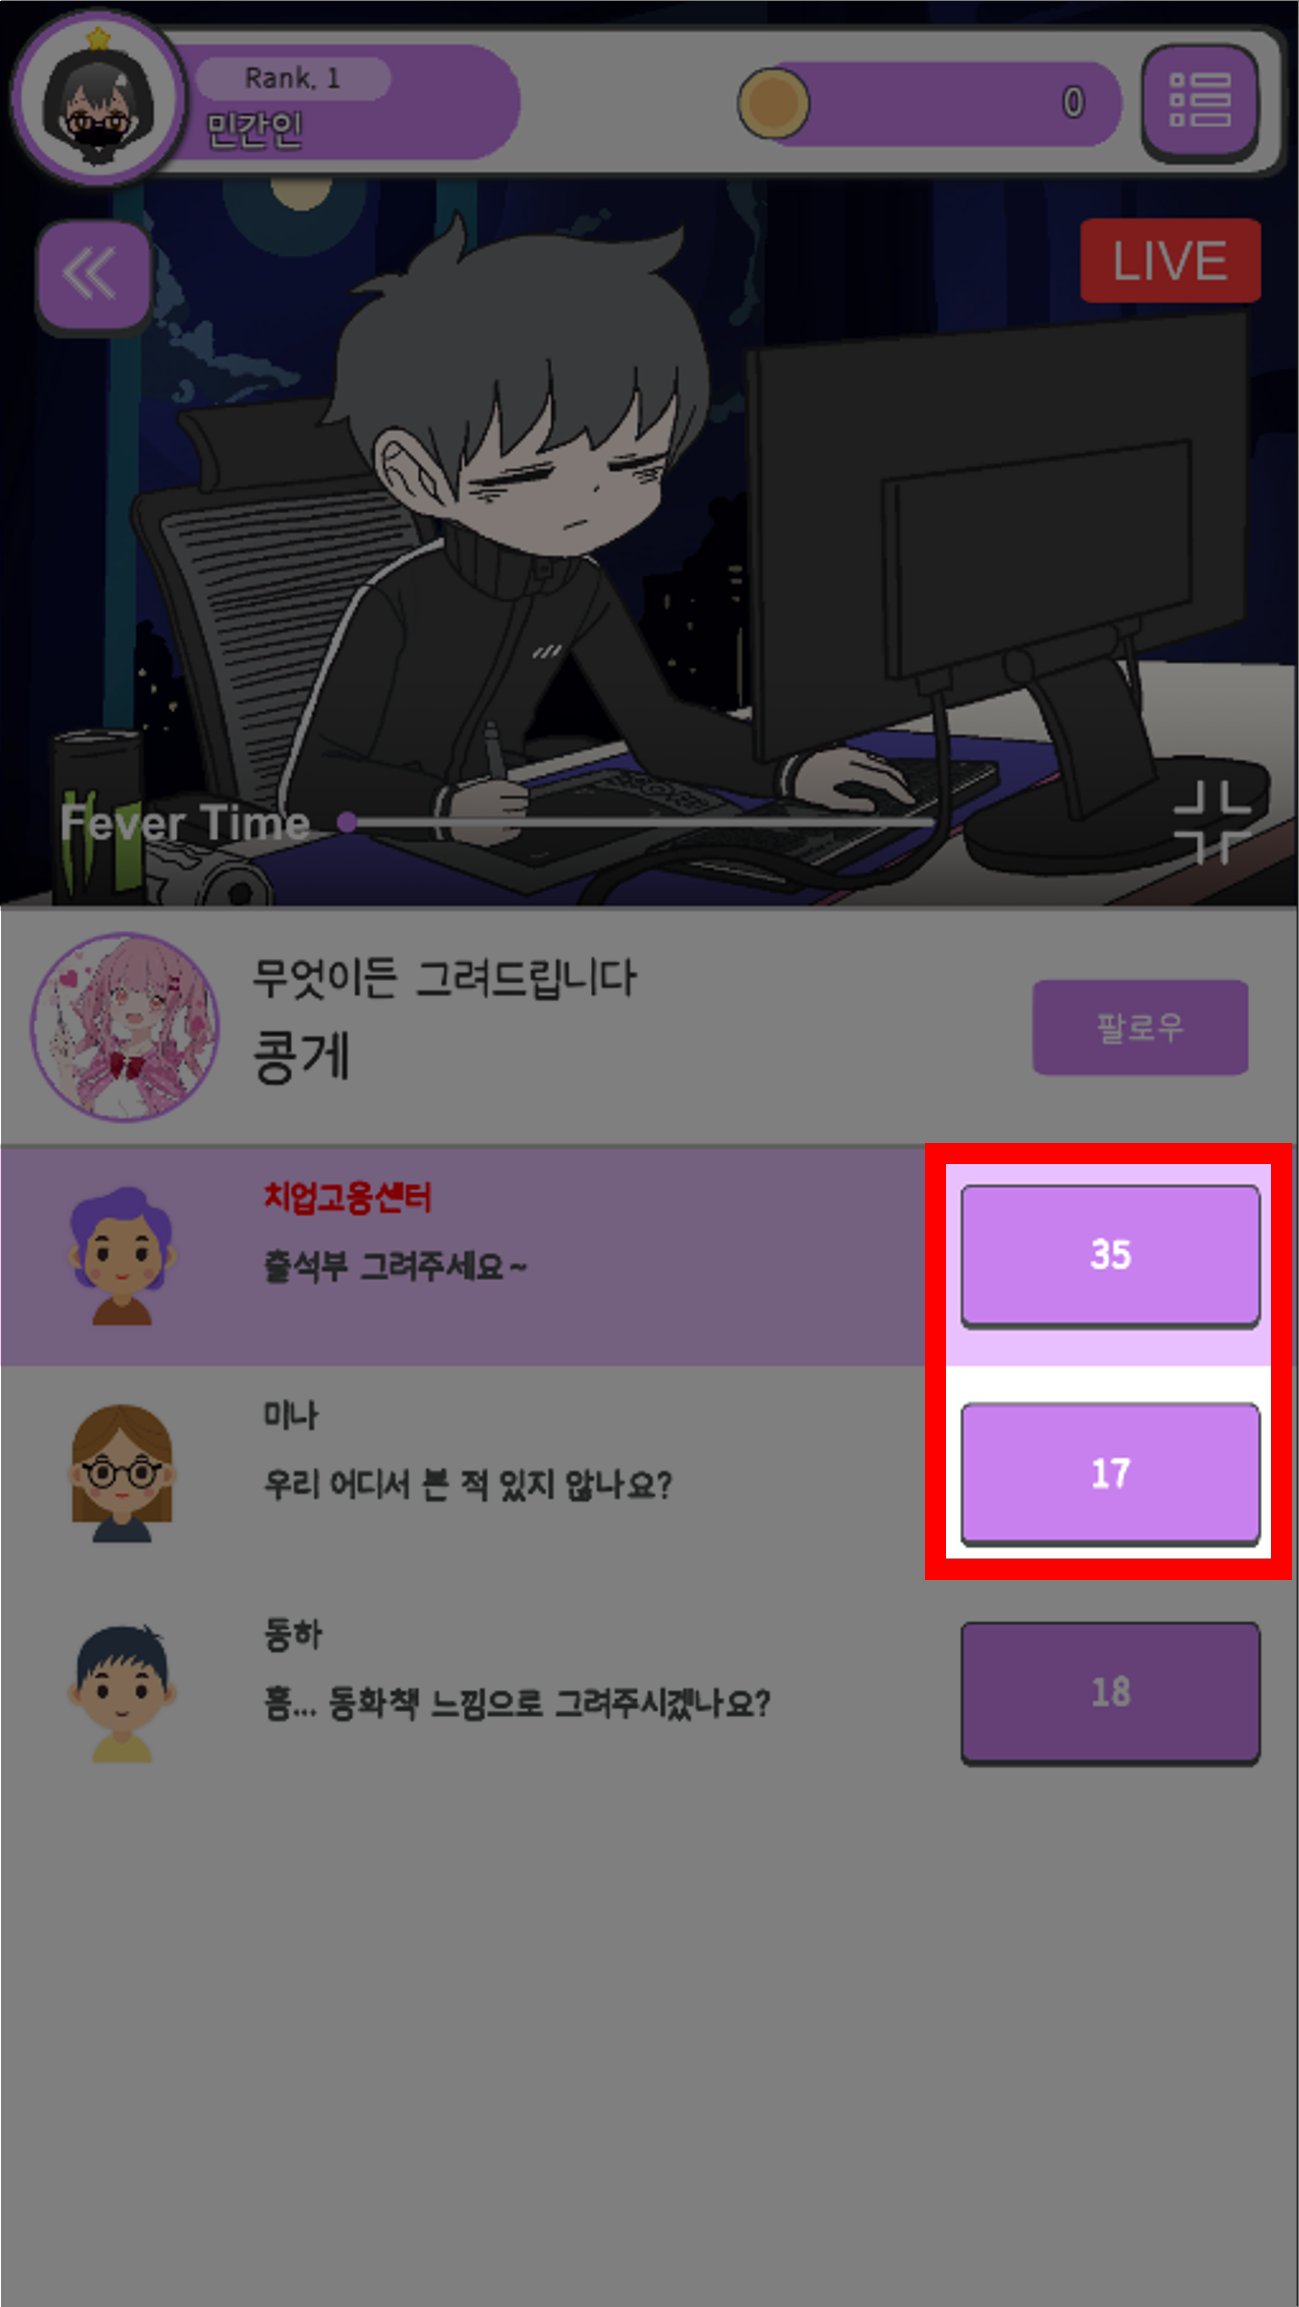 Rank. 1
민간인
0
LIVE
Fever Time
무엇이든 그려드립니다
콩게
팔로우
치업고용센터
출석부 그려주세요~
35
미나
우리 어디서 본 적 있지 않나요?
17
동하
흠... 동화책 느낌으로 그려주시겠나요?
18